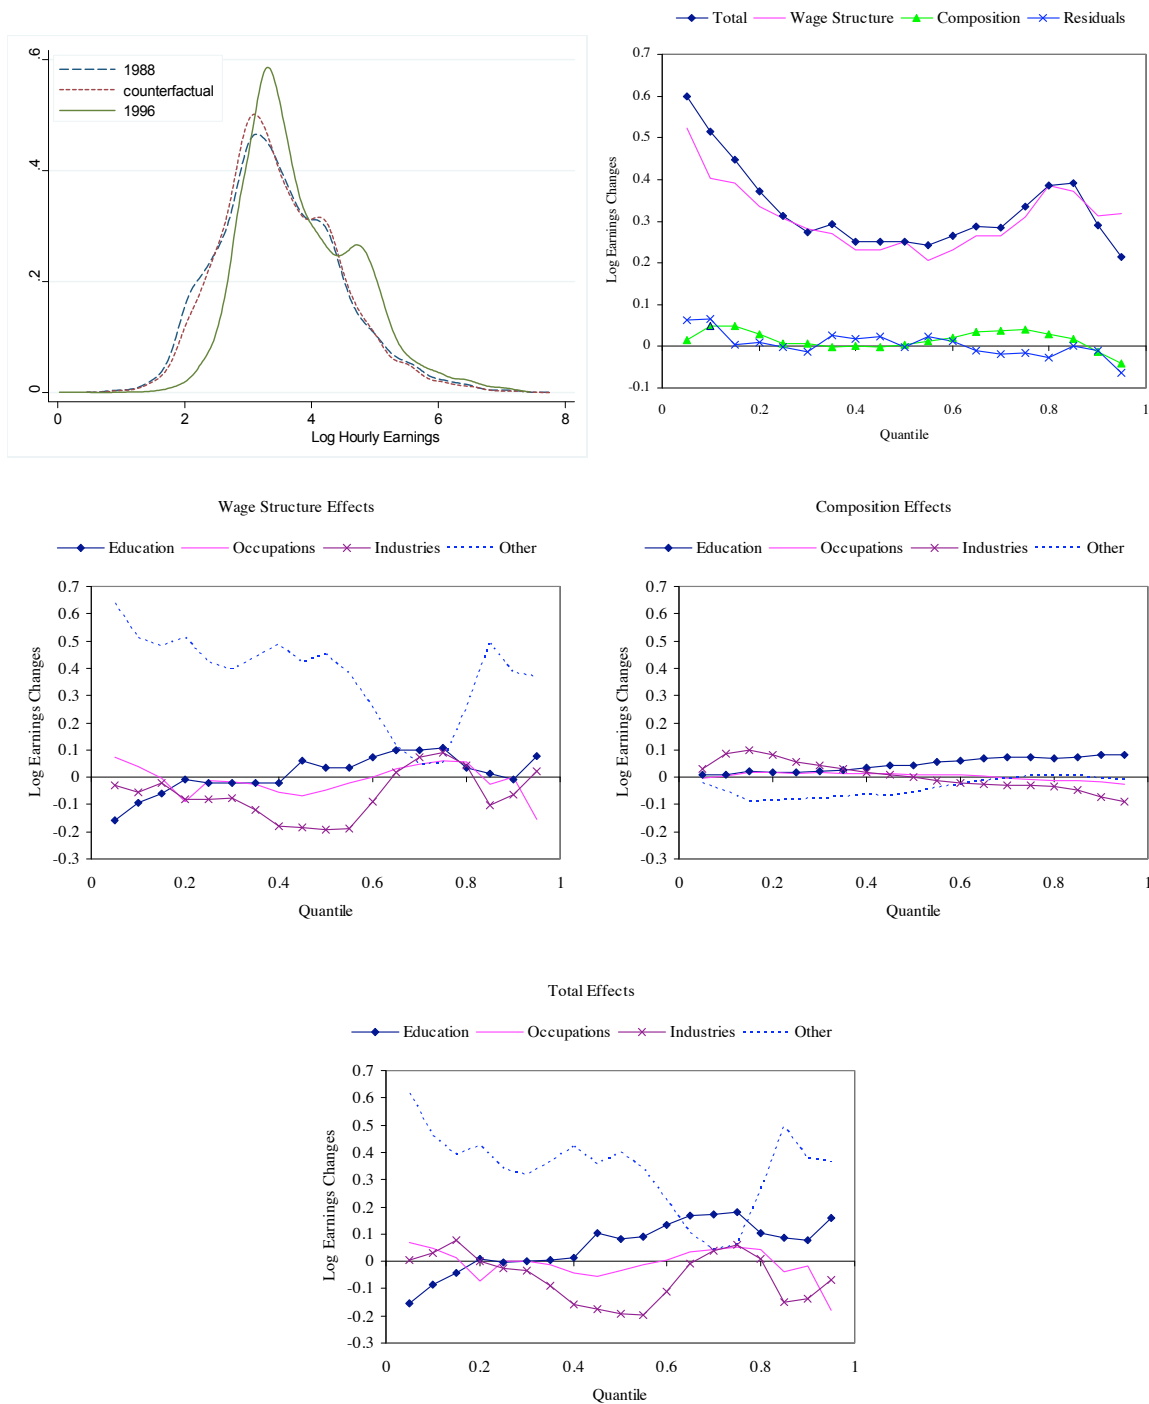 1988
counterfactual
1996
.6
.4
.2
0
0 2 4 6 8
Log Hourly Earnings
Total Wage Structure Composition Residuals
0.7
0.6
0.5
0.4
0.3
0.2
0.1
0
-0.1
Log Earnings Changes
0 0.2 0.4 0.6 0.8 1
Quantile
Wage Structure Effects
Education Occupations Industries Other
0.7
0.6
0.5
0.4
0.3
0.2
0.1
0
-0.1
-0.2
-0.3
Log Earnings Changes
0 0.2 0.4 0.6 0.8 1
Quantile
Composition Effects
Education Occupations Industries Other
0.7
0.6
0.5
0.4
0.3
0.2
0.1
0
-0.1
-0.2
-0.3
Log Earnings Changes
0 0.2 0.4 0.6 0.8 1
Quantile
Total Effects
Education Occupations Industries Other
0.7
0.6
0.5
0.4
0.3
0.2
0.1
0
-0.1
-0.2
-0.3
Log Earnings Changes
0 0.2 0.4 0.6 0.8 1
Quantile